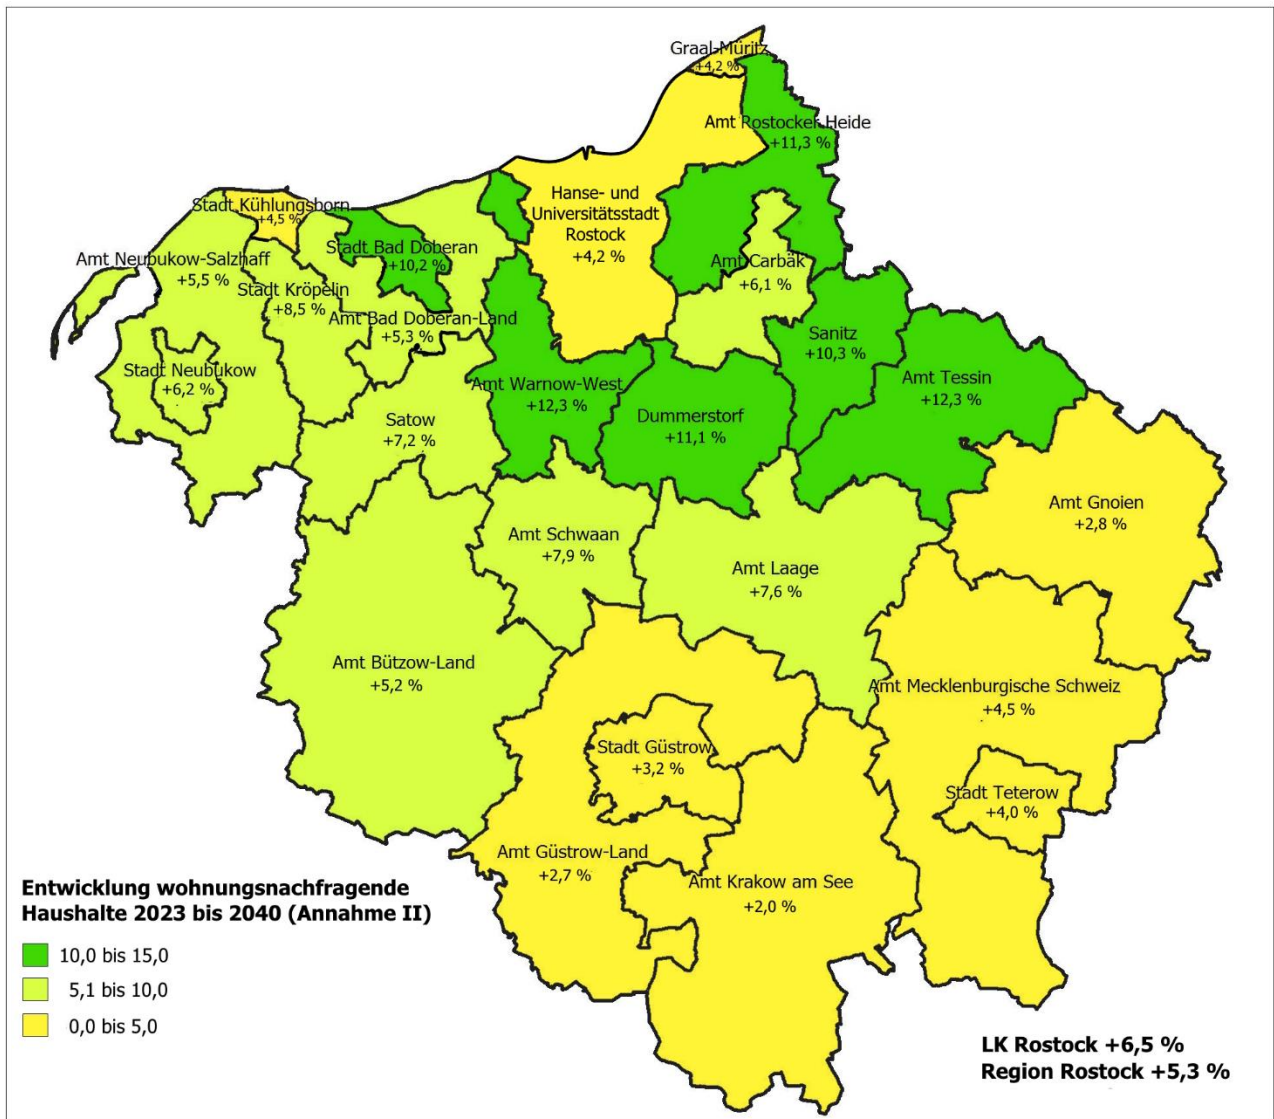 Graal-Müritz
+4,2 %
Amt Rostocker Heide
+11,3 %
Hanse- und
Universitätsstadt
Rostock
+4,2 %
Stadt Kühlungsborn
+4,5 %
Stadt Bad Doberan
+10,2 %
Amt Neubukow-Salzhaff
+5,5 %
Amt Carbäk
+6,1 %
Stadt Kröpelin
+8,5 %
Amt Bad Doberan-Land
+5,3 %
Sanitz
+10,3 %
Stadt Neubukow
+6,2 %
Amt Warnow-West
+12,3 %
Amt Tessin
+12,3 %
Dummerstorf
+11,1 %
Satow
+7,2 %
Amt Gnoien
+2,8 %
Amt Schwaan
+7,9 %
Amt Laage
+7,6 %
Amt Bützow-Land
+5,2 %
Amt Mecklenburgische Schweiz
+4,5 %
Stadt Güstrow
+3,2 %
Stadt Teterow
+4,0 %
Amt Güstrow-Land
+2,7 %
Amt Krakow am See
+2,0 %
Entwicklung wohnungsnachfragende
Haushalte 2023 bis 2040 (Annahme II)
10,0 bis 15,0
5,1 bis 10,0
0,0 bis 5,0
LK Rostock +6,5 %
Region Rostock +5,3 %